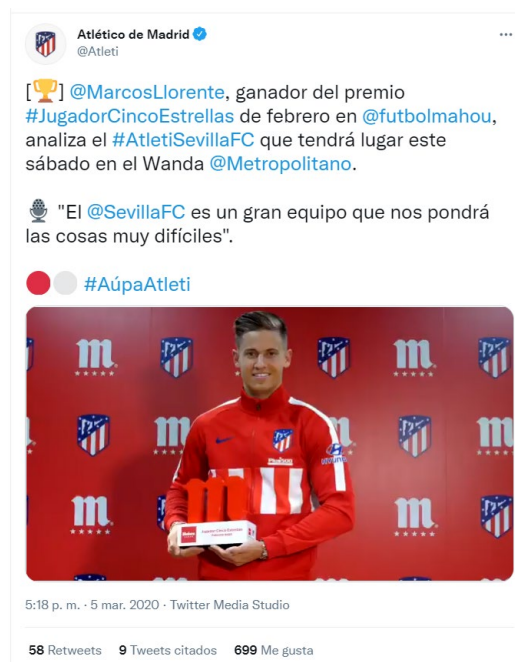 Atlético de Madrid
@Atleti
[🏆] @MarcosLlorente, ganador del premio
#JugadorCincoEstrellas de febrero en @futbolmahou,
analiza el #AtletiSevillaFC que tendrá lugar este
sábado en el Wanda @Metropolitano.
🎙 "El @SevillaFC es un gran equipo que nos pondrá
las cosas muy difíciles".
🔴⚪ #AúpaAtleti
5:18 p. m. · 5 mar. 2020 · Twitter Media Studio
58 Retweets 9 Tweets citados 699 Me gusta